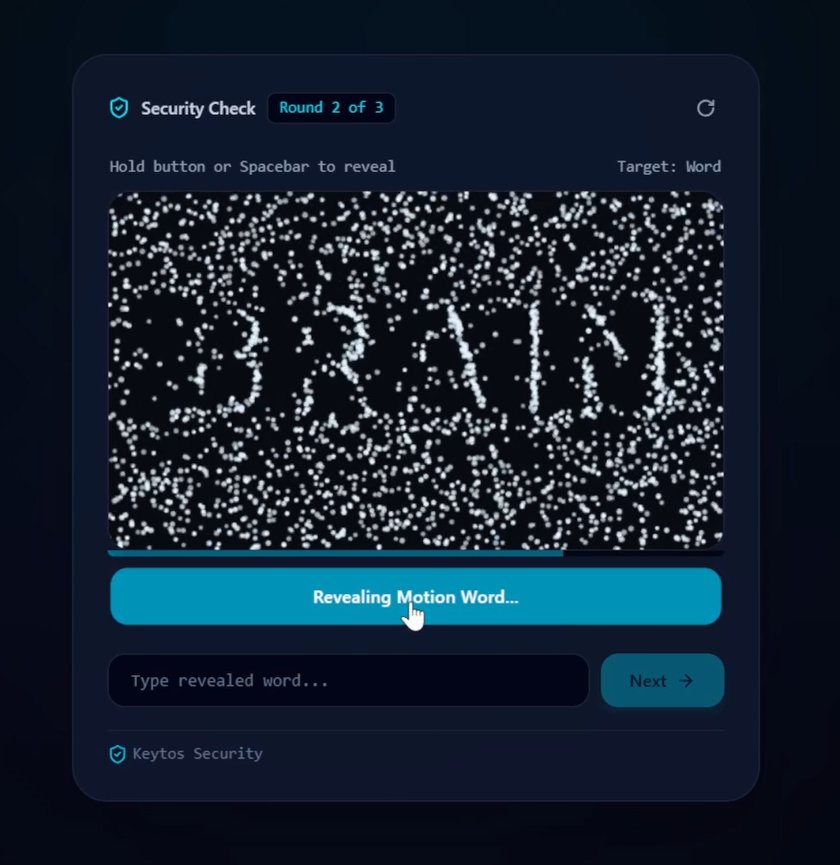 Security Check Round 2 of 3
Hold button or Spacebar to reveal Target: Word
BRAIN
Revealing Motion Word...
Type revealed word... Next →
Keytos Security